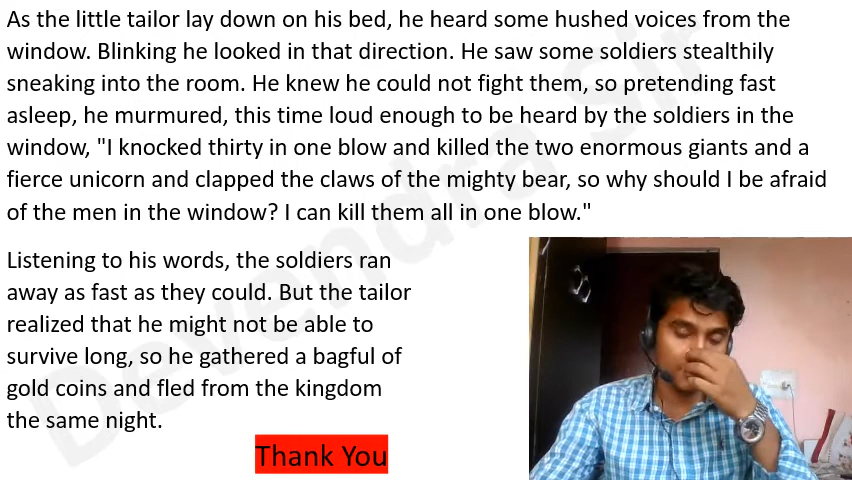 As the little tailor lay down on his bed, he heard some hushed voices from the
window. Blinking he looked in that direction. He saw some soldiers stealthily
sneaking into the room. He knew he could not fight them, so pretending fast
asleep, he murmured, this time loud enough to be heard by the soldiers in the
window, "I knocked thirty in one blow and killed the two enormous giants and a
fierce unicorn and clapped the claws of the mighty bear, so why should I be afraid
of the men in the window? I can kill them all in one blow."
Listening to his words, the soldiers ran
away as fast as they could. But the tailor
realized that he might not be able to
survive long, so he gathered a bagful of
gold coins and fled from the kingdom
the same night.
Thank You
Devendra Sir